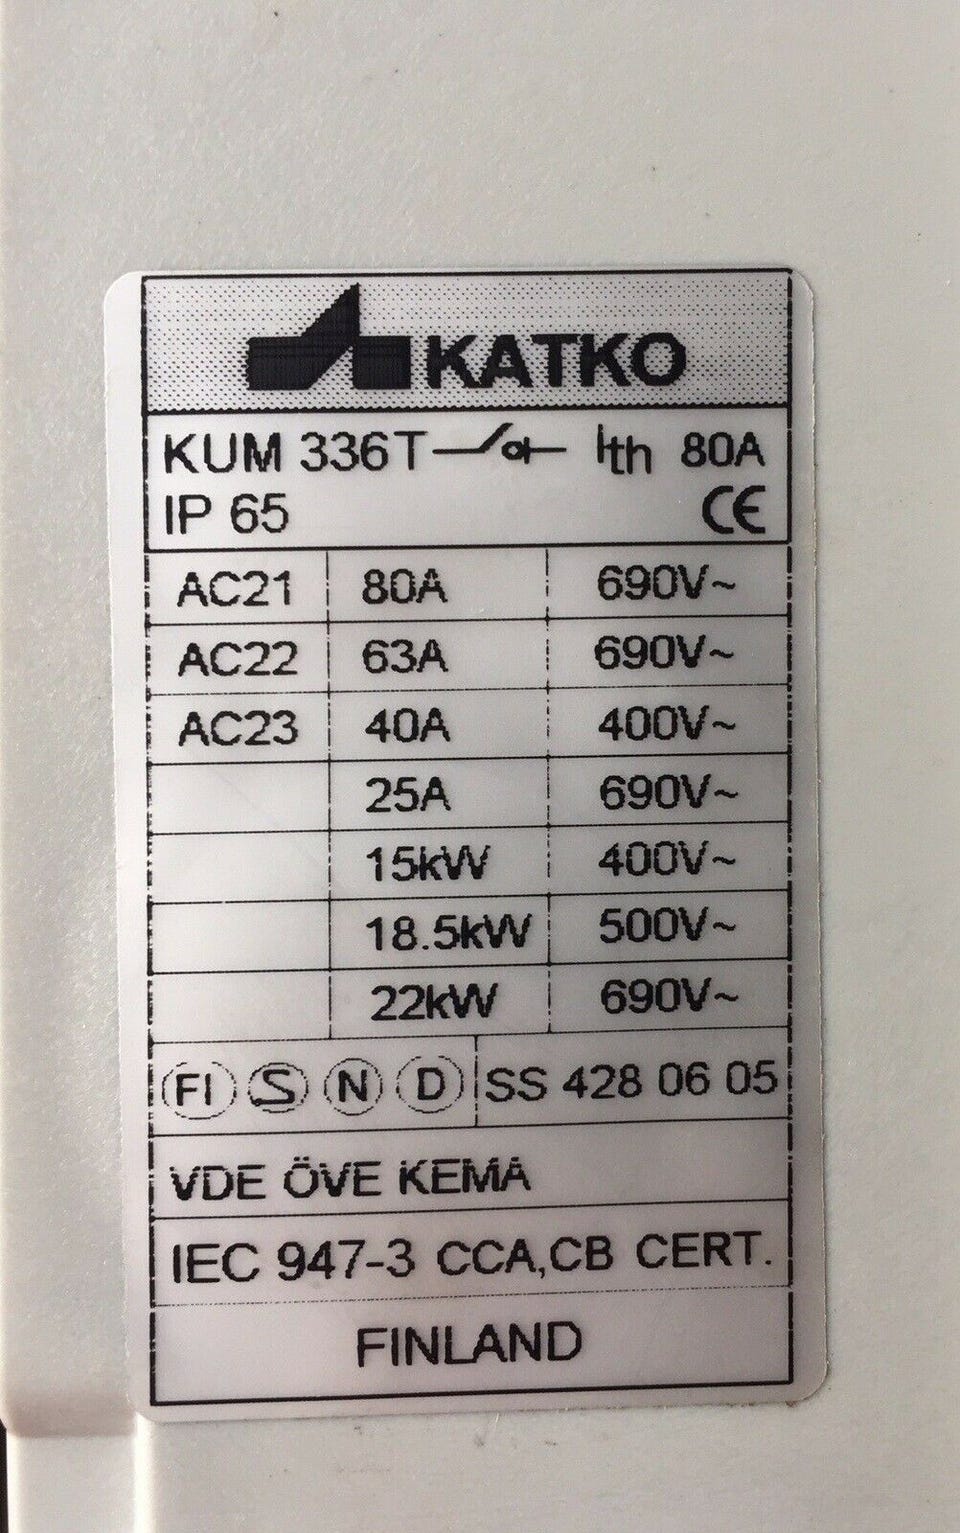 KATKO
KUM 336T Ith 80A
IP 65 CE
AC21 80A 690V~
AC22 63A 690V~
AC23 40A 400V~
25A 690V~
15kW 400V~
18.5kW 500V~
22kW 690V~
FI S N D SS 428 06 05
VDE ÖVE KEMA
IEC 947-3 CCA,CB CERT.
FINLAND